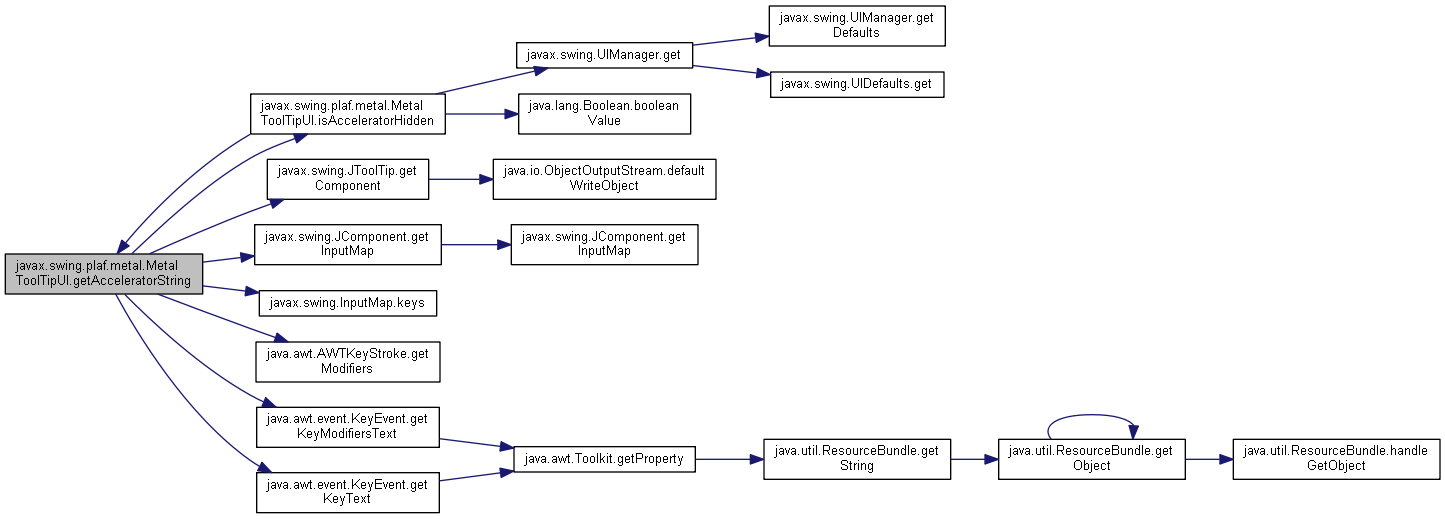 javax.swing.UIManager.get
Defaults
javax.swing.UIManager.get
javax.swing.UIDefaults.get
javax.swing.plaf.metal.Metal
ToolTipUI.isAcceleratorHidden
java.lang.Boolean.boolean
Value
javax.swing.JToolTip.get
Component
java.io.ObjectOutputStream.default
WriteObject
javax.swing.JComponent.get
InputMap
javax.swing.JComponent.get
InputMap
javax.swing.plaf.metal.Metal
ToolTipUI.getAcceleratorString
javax.swing.InputMap.keys
java.awt.AWTKeyStroke.get
Modifiers
java.awt.event.KeyEvent.get
KeyModifiersText
java.awt.Toolkit.getProperty
java.util.ResourceBundle.get
String
java.util.ResourceBundle.get
Object
java.util.ResourceBundle.handle
GetObject
java.awt.event.KeyEvent.get
KeyText